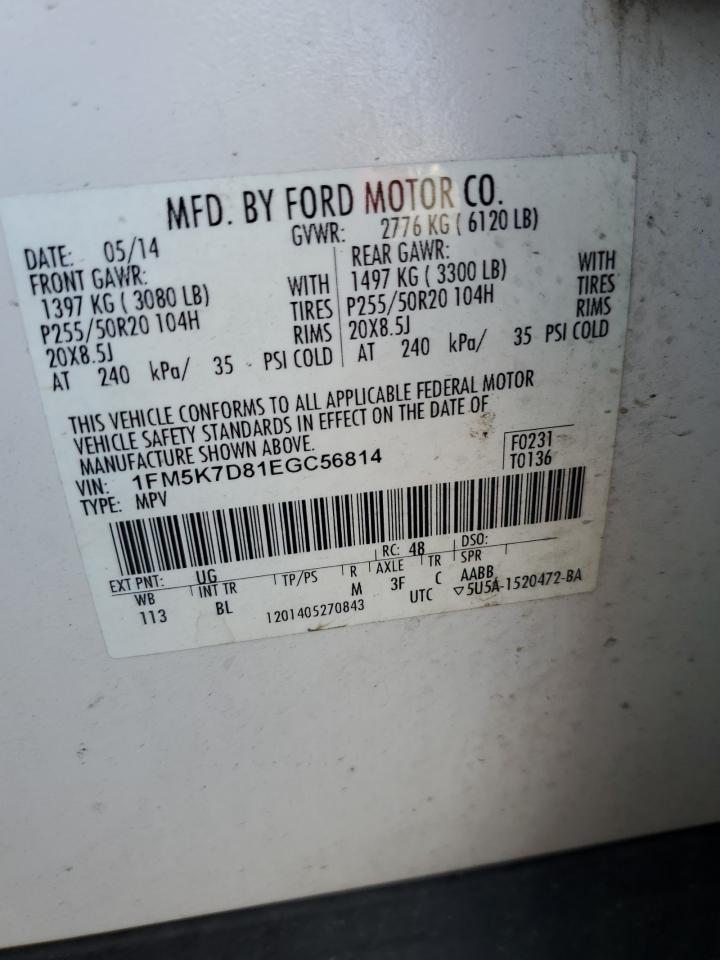 MFD. BY FORD MOTOR CO.
DATE: 05/14 GVWR: 2776 KG ( 6120 LB)
FRONT GAWR: REAR GAWR:
1397 KG ( 3080 LB) WITH 1497 KG ( 3300 LB) WITH
P255/50R20 104H TIRES P255/50R20 104H TIRES
20X8.5J RIMS 20X8.5J RIMS
AT 240 kPa/ 35 PSI COLD AT 240 kPa/ 35 PSI COLD
THIS VEHICLE CONFORMS TO ALL APPLICABLE FEDERAL MOTOR
VEHICLE SAFETY STANDARDS IN EFFECT ON THE DATE OF
MANUFACTURE SHOWN ABOVE.
VIN: 1FM5K7D81EGC56814 F0231
TYPE: MPV T0136
EXT PNT: UG RC: 48 DSO:
WB INT TR TP/PS R AXLE TR SPR
113 BL M 3F C AABB
1201405270843 UTC ▽5U5A-1520472-BA